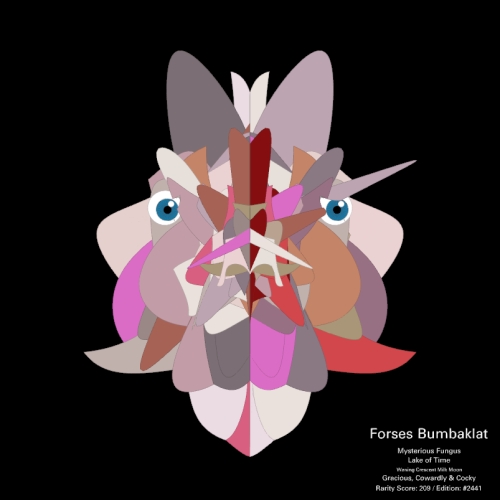 Forses Bumbaklat
Mysterious Fungus
Lake of Time
Waning Crescent Milk Moon
Gracious, Cowardly & Cocky
Rarity Score: 209 / Edition: #2441